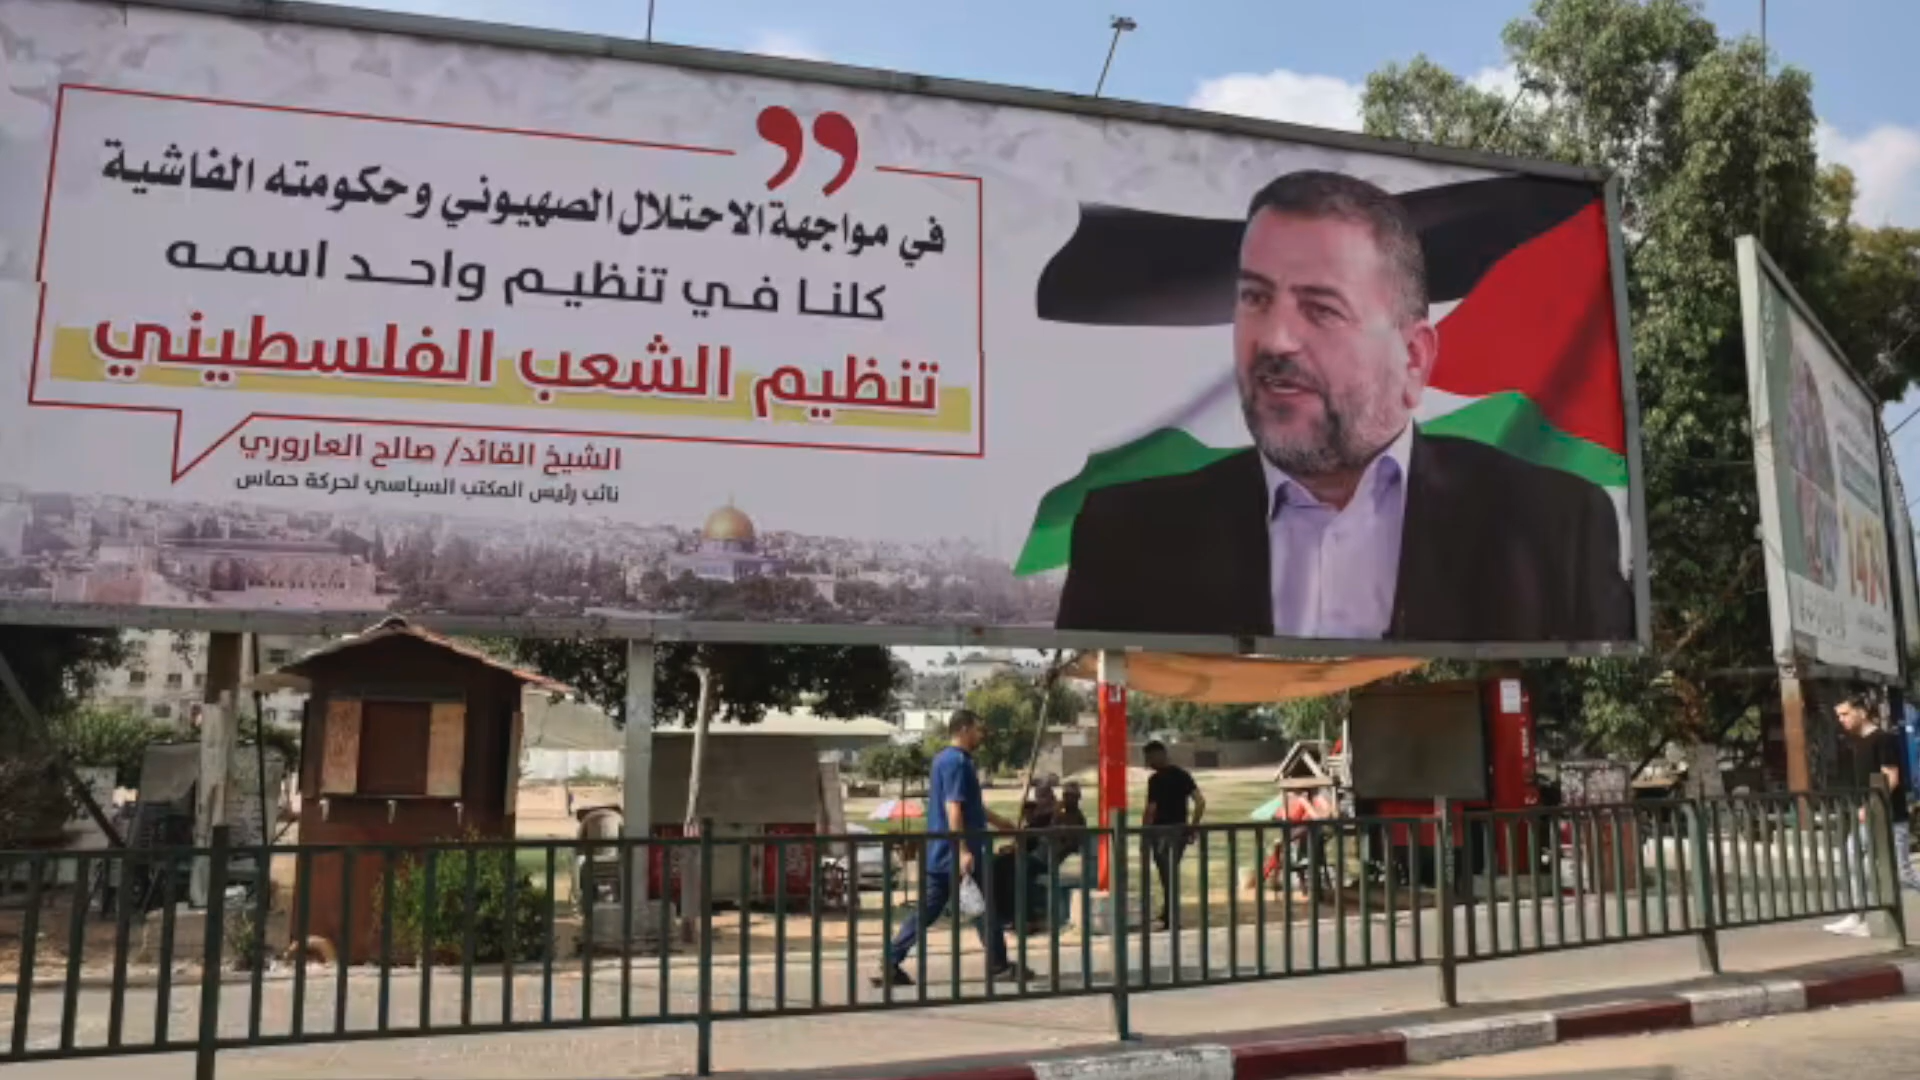 في مواجهة الاحتلال الصهيوني وحكومته الفاشية
كلنا في تنظيم واحد اسمه
تنظيم الشعب الفلسطيني
الشيخ القائد/ صالح العاروري
نائب رئيس المكتب السياسي لحركة حماس